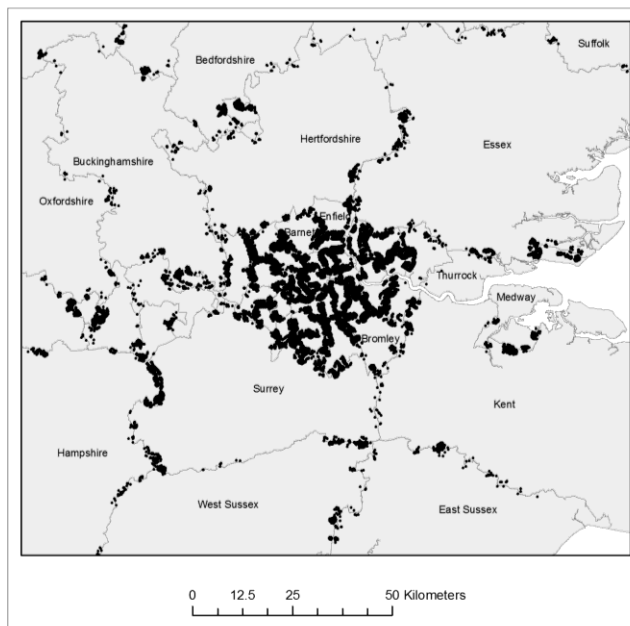 Suffolk
Bedfordshire
Hertfordshire
Essex
Buckinghamshire
Oxfordshire
Enfield
Barnet
Thurrock
Medway
Bromley
Surrey
Kent
Hampshire
West Sussex
East Sussex
0 12.5 25 50 Kilometers